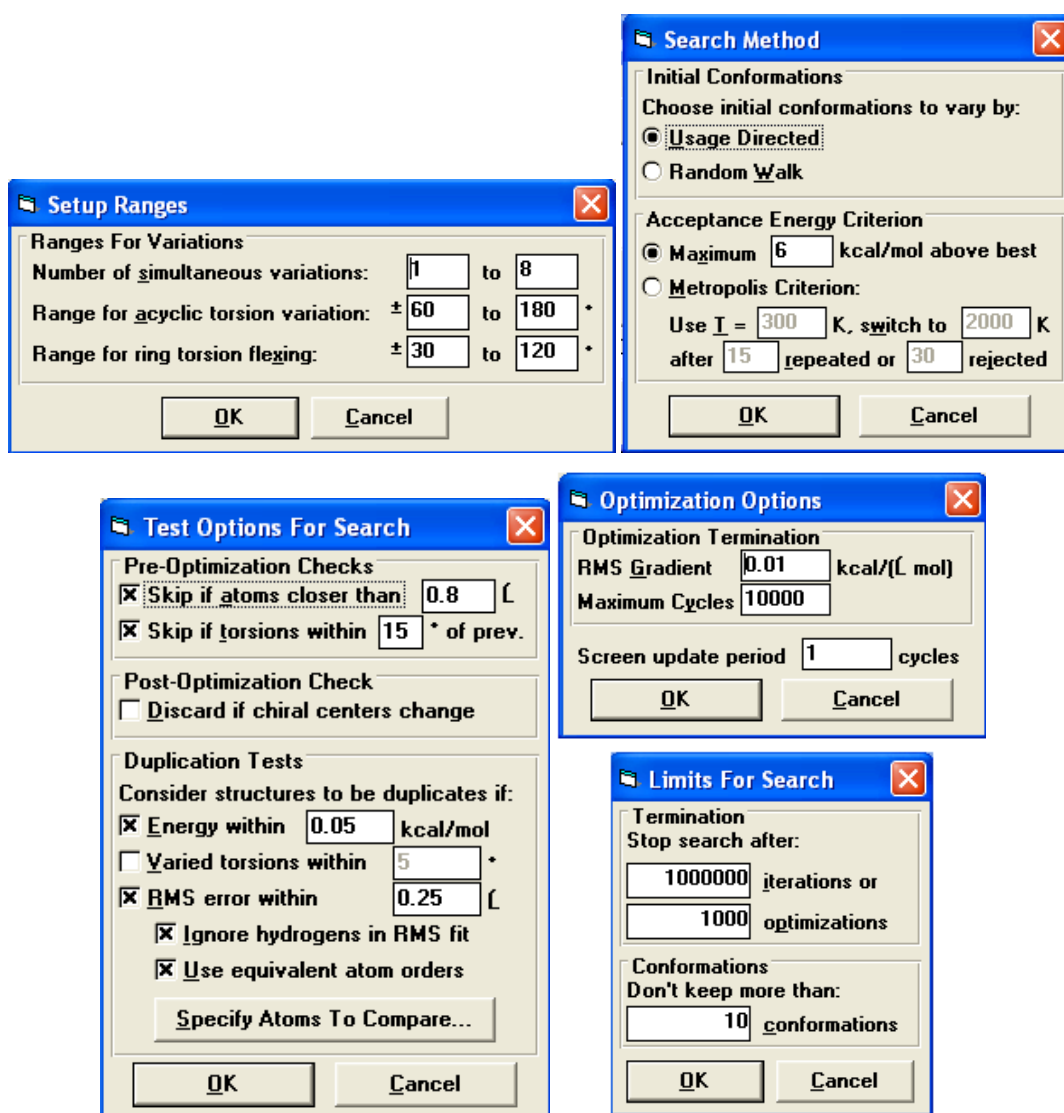 Setup Ranges
Ranges For Variations
Number of simultaneous variations: 1 to 8
Range for acyclic torsion variation: ± 60 to 180 °
Range for ring torsion flexing: ± 30 to 120 °
OK Cancel
Search Method
Initial Conformations
Choose initial conformations to vary by:
Usage Directed
Random Walk
Acceptance Energy Criterion
Maximum 6 kcal/mol above best
Metropolis Criterion:
Use T = 300 K, switch to 2000 K
after 15 repeated or 30 rejected
OK Cancel
Test Options For Search
Pre-Optimization Checks
Skip if atoms closer than 0.8 Ĺ
Skip if torsions within 15 ° of prev.
Post-Optimization Check
Discard if chiral centers change
Duplication Tests
Consider structures to be duplicates if:
Energy within 0.05 kcal/mol
Varied torsions within 5 °
RMS error within 0.25 Ĺ
Ignore hydrogens in RMS fit
Use equivalent atom orders
Specify Atoms To Compare...
OK Cancel
Optimization Options
Optimization Termination
RMS Gradient 0.01 kcal/(Ĺ mol)
Maximum Cycles 10000
Screen update period 1 cycles
OK Cancel
Limits For Search
Termination
Stop search after:
1000000 iterations or
1000 optimizations
Conformations
Don't keep more than:
10 conformations
OK Cancel